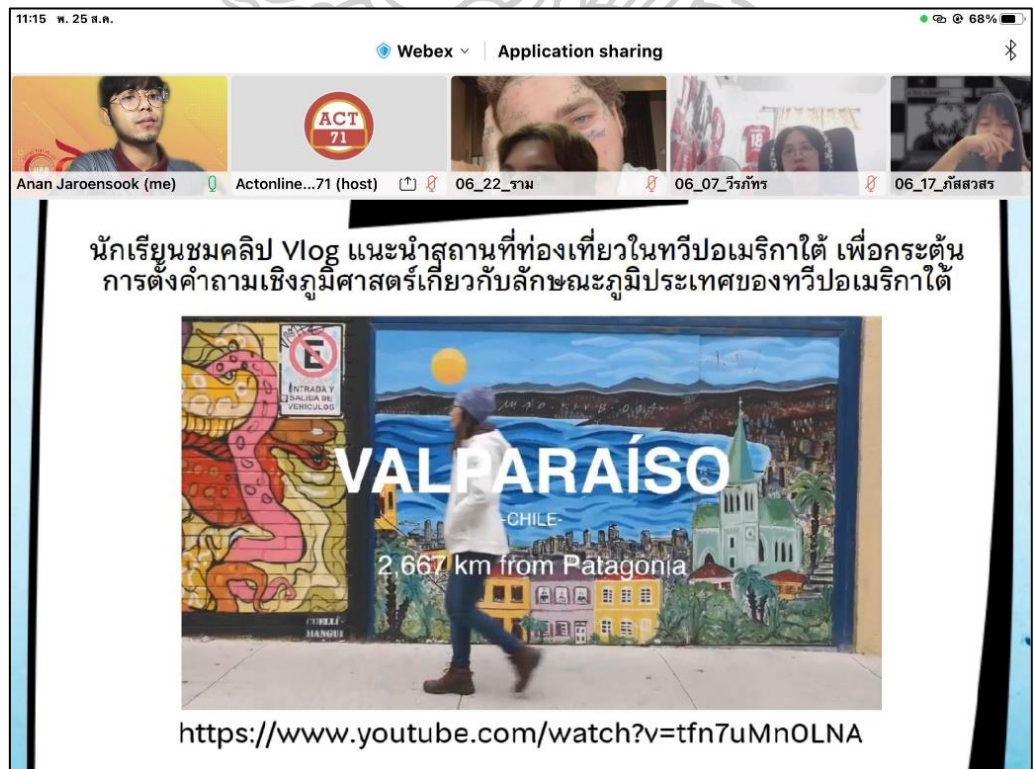 11:15 พ. 25 ส.ค.
68%
Webex
Application sharing
ACT
71
Anan Jaroensook (me)
Actonline...71 (host)
06_22_ราม
06_07_วีรภัทร
06_17_ภัสสวสร
18
นักเรียนชมคลิป Vlog แนะนำสถานที่ท่องเที่ยวในทวีปอเมริกาใต้ เพื่อกระตุ้น
การตั้งคำถามเชิงภูมิศาสตร์เกี่ยวกับลักษณะภูมิประเทศของทวีปอเมริกาใต้
E
ENTRADA Y
SALIDA DE
VEHICULOS
VALPARAÍSO
-CHILE-
2,667 km from Patagonia
https://www.youtube.com/watch?v=tfn7uMnOLNA